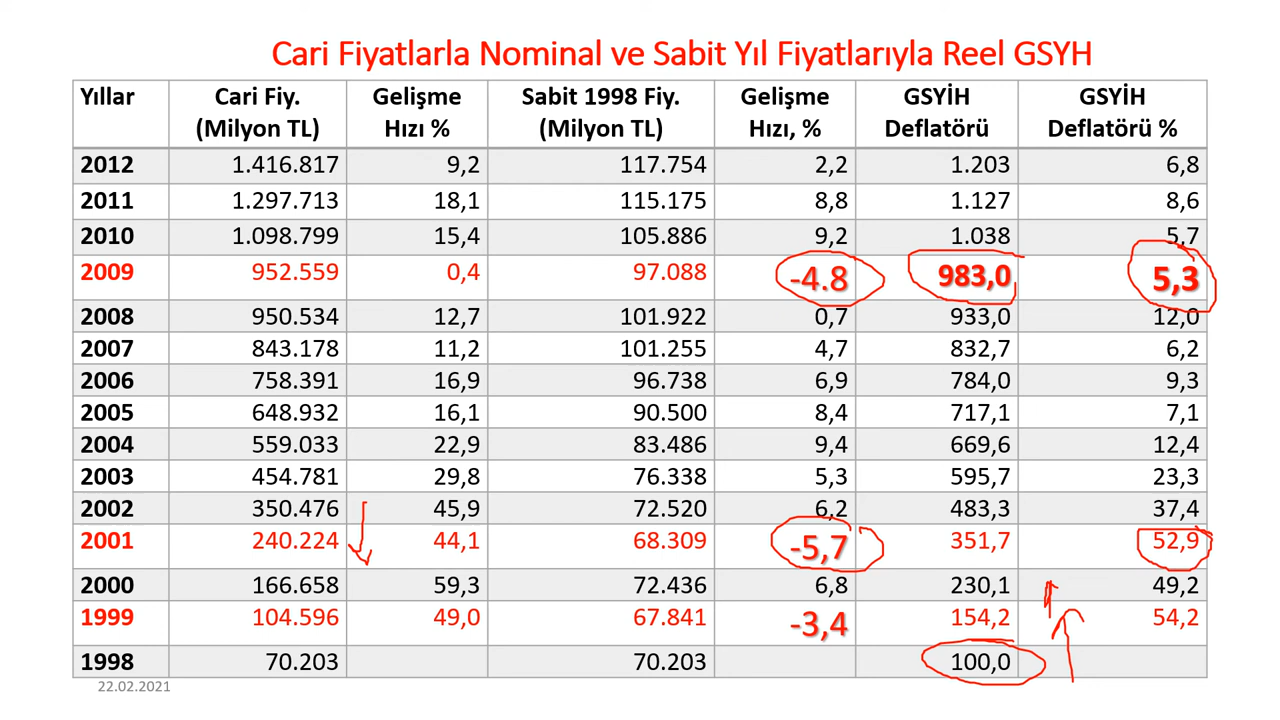 Cari Fiyatlarla Nominal ve Sabit Yıl Fiyatlarıyla Reel GSYH
Yıllar Cari Fiy. (Milyon TL) Gelişme Hızı % Sabit 1998 Fiy. (Milyon TL) Gelişme Hızı, % GSYİH Deflatörü GSYİH Deflatörü %
2012 1.416.817 9,2 117.754 2,2 1.203 6,8
2011 1.297.713 18,1 115.175 8,8 1.127 8,6
2010 1.098.799 15,4 105.886 9,2 1.038 5,7
2009 952.559 0,4 97.088 -4.8 983,0 5,3
2008 950.534 12,7 101.922 0,7 933,0 12,0
2007 843.178 11,2 101.255 4,7 832,7 6,2
2006 758.391 16,9 96.738 6,9 784,0 9,3
2005 648.932 16,1 90.500 8,4 717,1 7,1
2004 559.033 22,9 83.486 9,4 669,6 12,4
2003 454.781 29,8 76.338 5,3 595,7 23,3
2002 350.476 45,9 72.520 6,2 483,3 37,4
2001 240.224 44,1 68.309 -5,7 351,7 52,9
2000 166.658 59,3 72.436 6,8 230,1 49,2
1999 104.596 49,0 67.841 -3,4 154,2 54,2
1998 70.203 70.203 100,0
22.02.2021